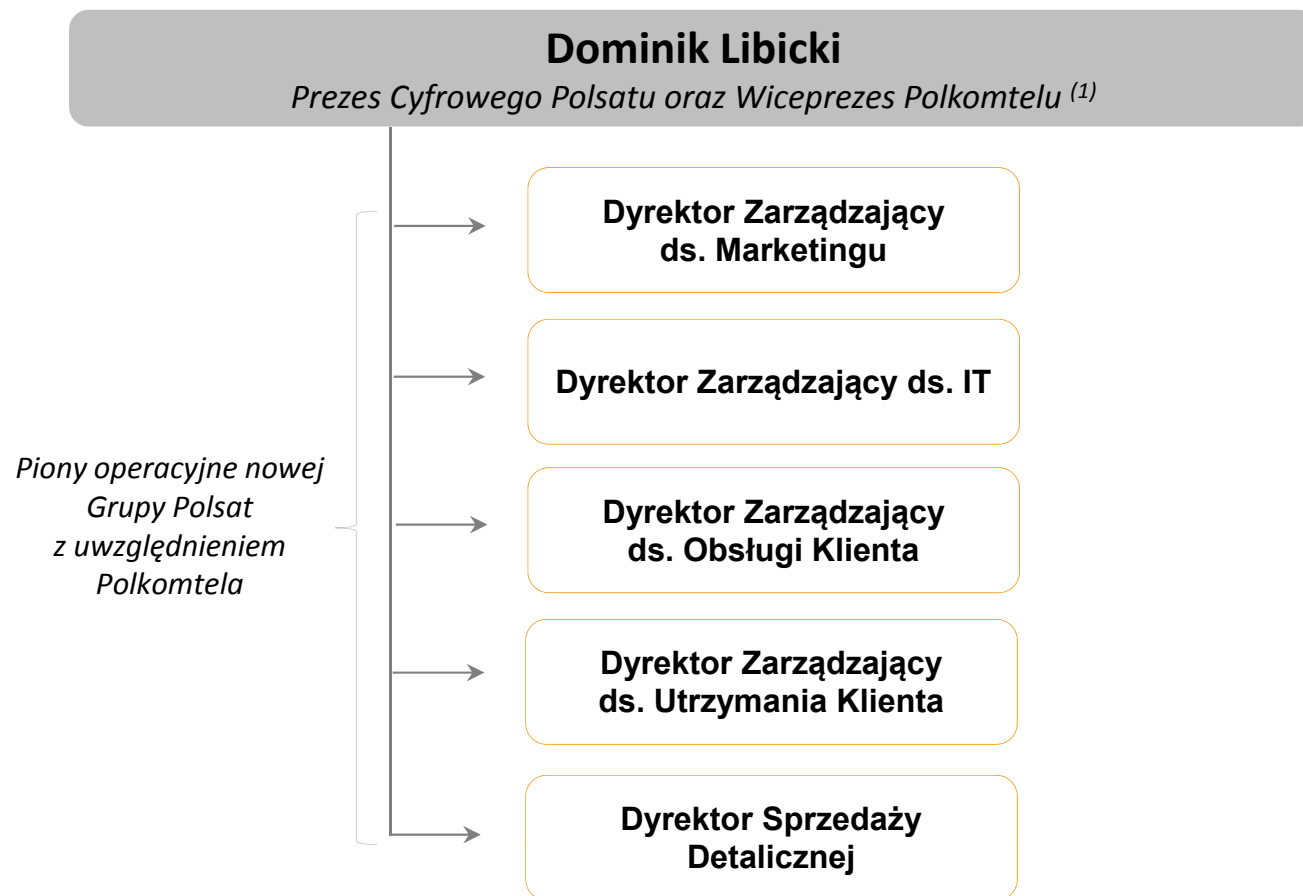 Dominik Libicki
Prezes Cyfrowego Polsatu oraz Wiceprezes Polkomtelu (1)
Dyrektor Zarządzający
ds. Marketingu
Dyrektor Zarządzający ds. IT
Piony operacyjne nowej
Grupy Polsat
z uwzględnieniem
Polkomtela
Dyrektor Zarządzający
ds. Obsługi Klienta
Dyrektor Zarządzający
ds. Utrzymania Klienta
Dyrektor Sprzedaży
Detalicznej